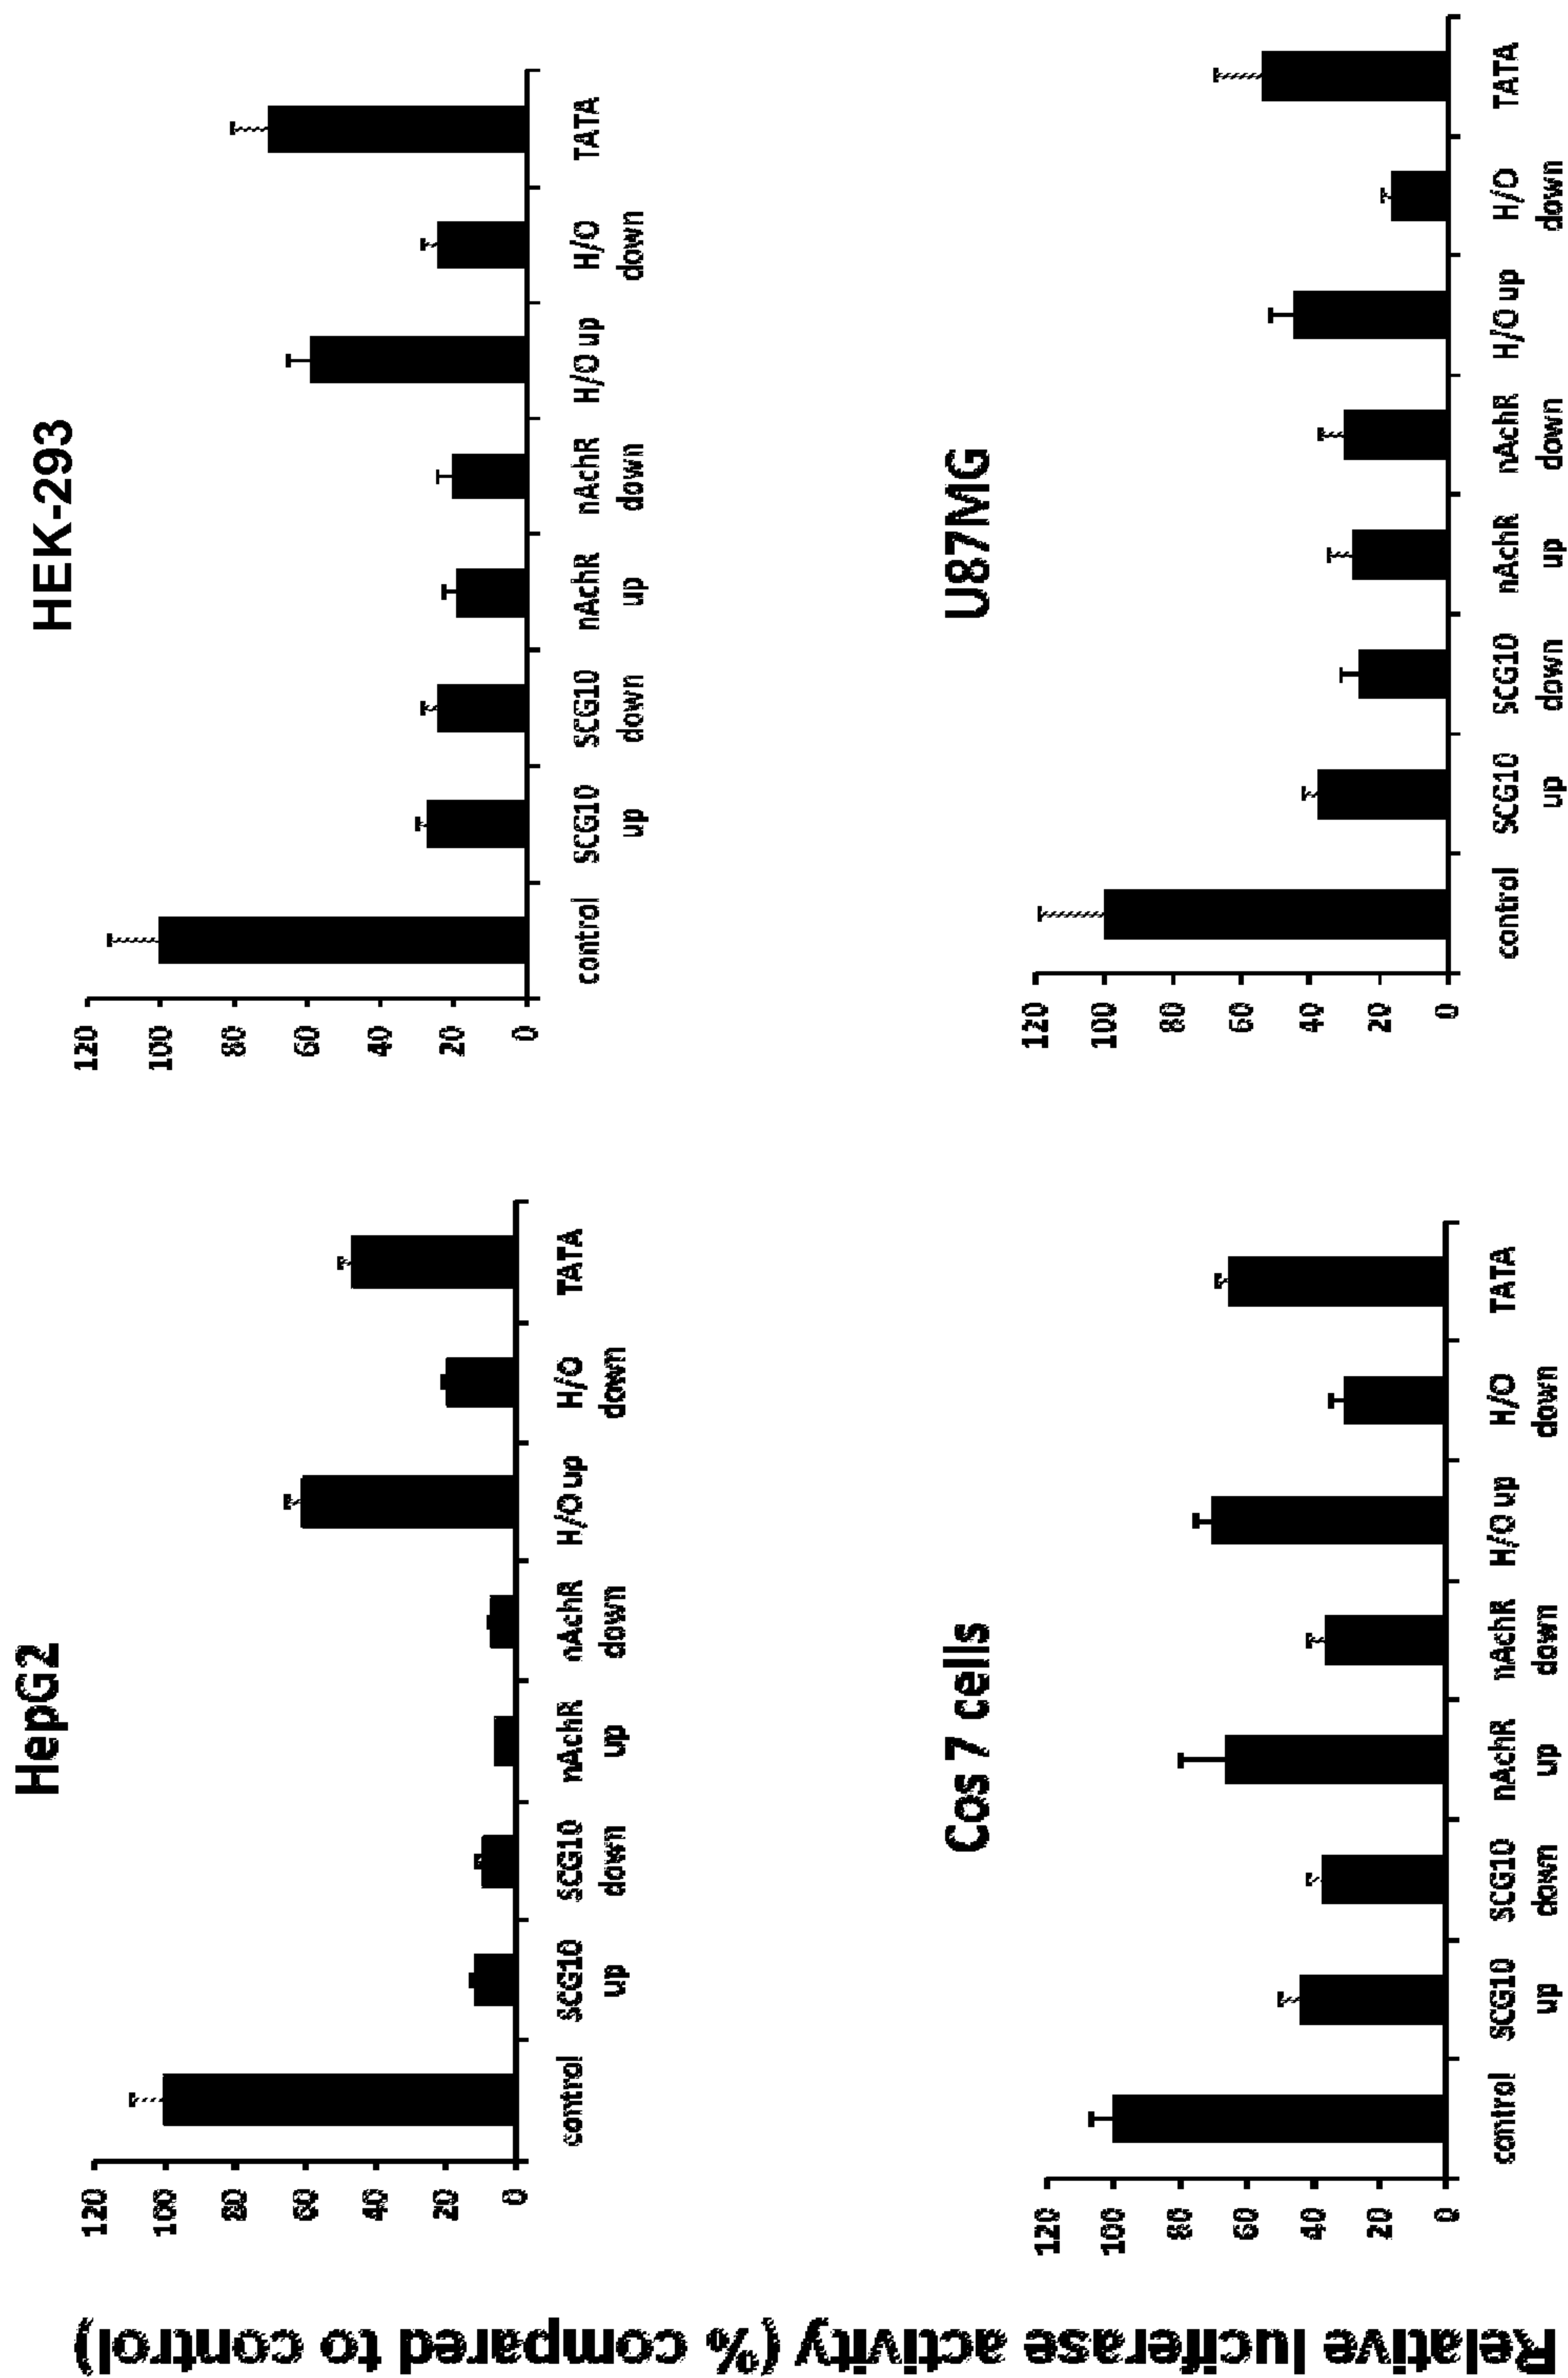 Relative luciferase activity (% compared to control)
HepG2
120
100
80
60
40
20
0
control SCG10 SCG10 nAchR nAchR H/O up H/O TATA
up down up down down
HEK-293
120
100
80
60
40
20
0
control SCG10 SCG10 nAchR nAchR H/O up H/O TATA
up down up down down
Cos 7 cells
120
100
80
60
40
20
0
control SCG10 SCG10 nAchR nAchR H/O up H/O TATA
up down up down down
U87MG
120
100
80
60
40
20
0
control SCG10 SCG10 nAchR nAchR H/O up H/O TATA
up down up down down